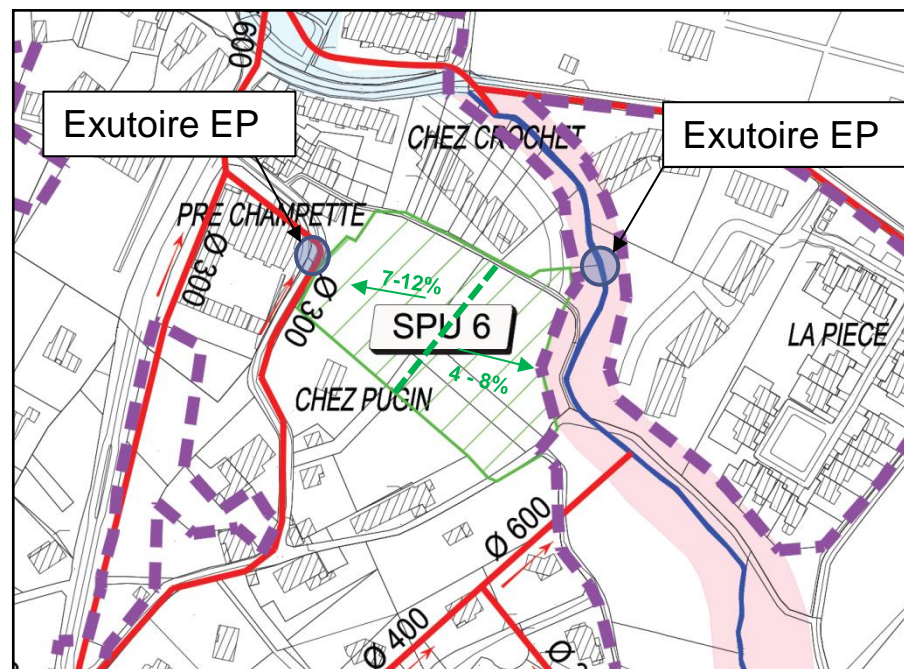 600
Exutoire EP
CHEZ CROCHET
Exutoire EP
PRE CHAMPETTE
Ø 300
Ø 300
7-12%
SPU 6
LA PIECE
4 - 8%
CHEZ PUGIN
Ø 600
Ø 400